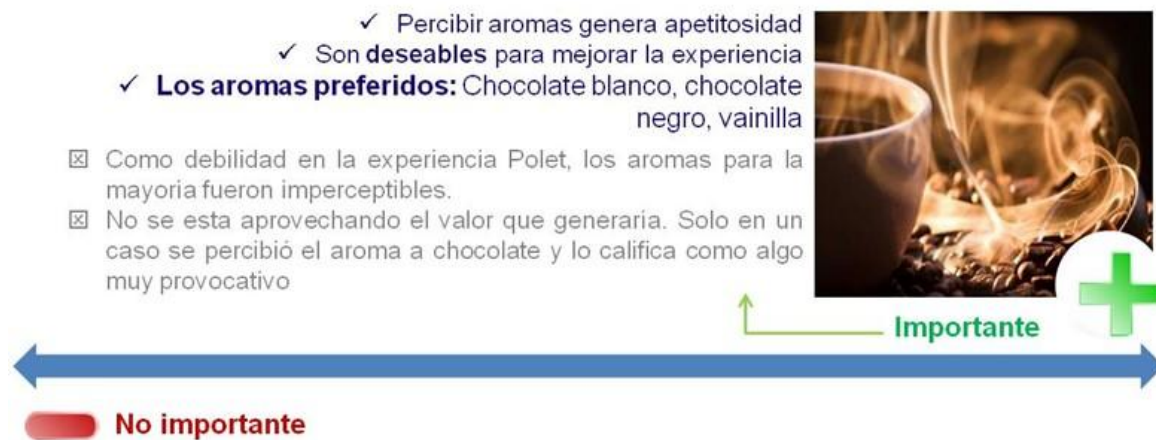 ✓ Percibir aromas genera apetitosidad
✓ Son deseables para mejorar la experiencia
✓ Los aromas preferidos: Chocolate blanco, chocolate
negro, vainilla
☒ Como debilidad en la experiencia Polet, los aromas para la
mayoria fueron imperceptibles.
☒ No se esta aprovechando el valor que generaria. Solo en un
caso se percibió el aroma a chocolate y lo califica como algo
muy provocativo
Importante
No importante